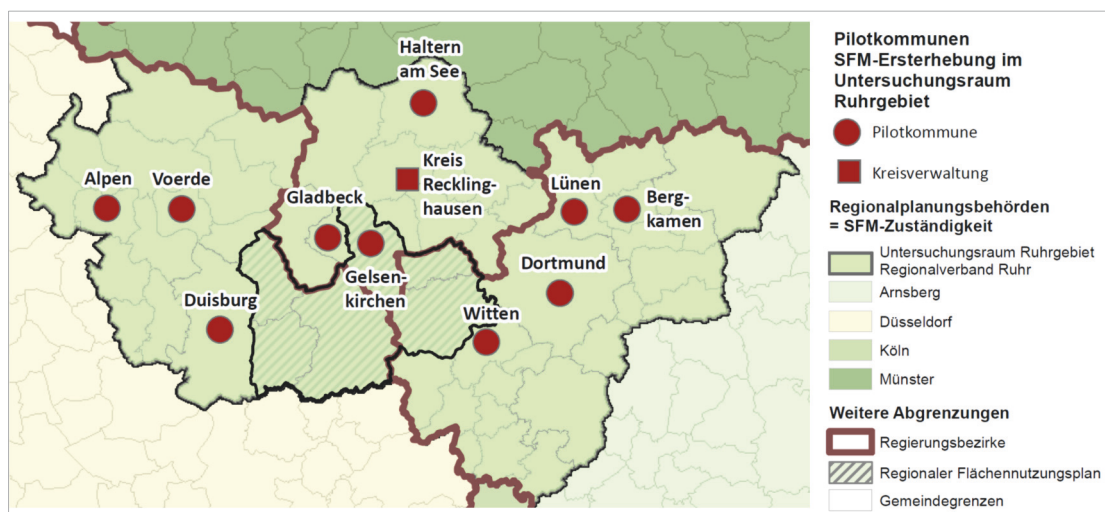 Haltern
am See
Kreis
Reckling-
hausen
Alpen
Voerde
Gladbeck
Lünen
Berg-
kamen
Gelsen-
kirchen
Dortmund
Duisburg
Witten
Pilotkommunen
SFM-Ersterhebung im
Untersuchungsraum
Ruhrgebiet
Pilotkommune
Kreisverwaltung
Regionalplanungsbehörden
= SFM-Zuständigkeit
Untersuchungsraum Ruhrgebiet
Regionalverband Ruhr
Arnsberg
Düsseldorf
Köln
Münster
Weitere Abgrenzungen
Regierungsbezirke
Regionaler Flächennutzungsplan
Gemeindegrenzen